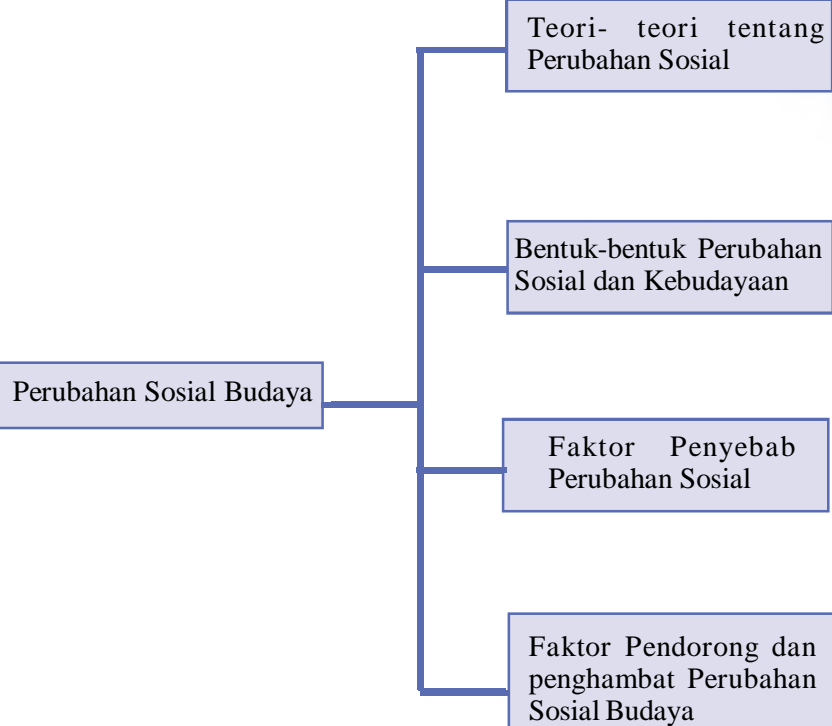 Teori- teori tentang
Perubahan Sosial
Bentuk-bentuk Perubahan
Sosial dan Kebudayaan
Perubahan Sosial Budaya
Faktor Penyebab
Perubahan Sosial
Faktor Pendorong dan
penghambat Perubahan
Sosial Budaya